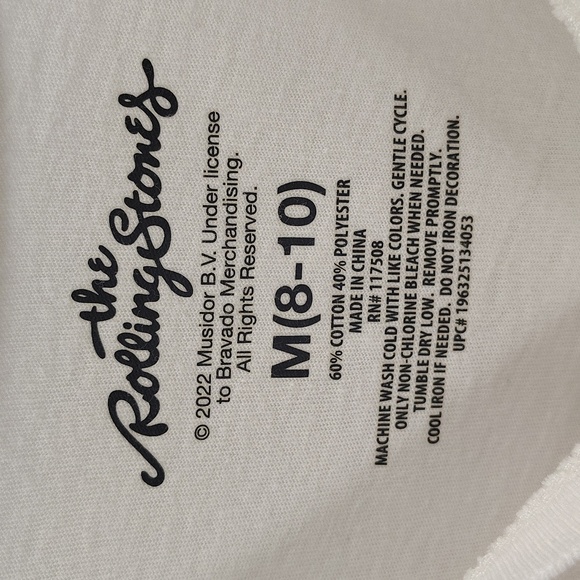 the
Rolling Stones
© 2022 Musidor B.V. Under license
to Bravado Merchandising.
All Rights Reserved.
M(8-10)
60% COTTON 40% POLYESTER
MADE IN CHINA
RN# 117508
MACHINE WASH COLD WITH LIKE COLORS. GENTLE CYCLE.
ONLY NON-CHLORINE BLEACH WHEN NEEDED.
TUMBLE DRY LOW. REMOVE PROMPTLY.
COOL IRON IF NEEDED. DO NOT IRON DECORATION.
UPC# 196325134053